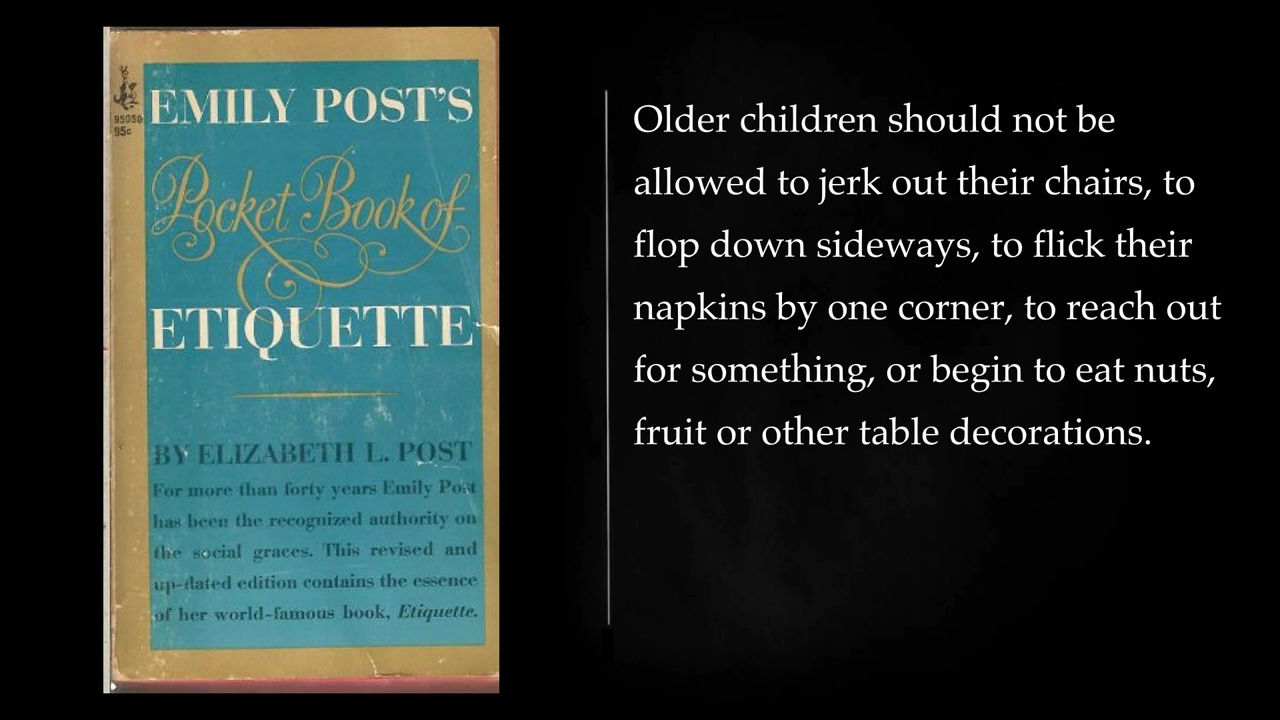 95050
95c
EMILY POST'S
Pocket Book of
ETIQUETTE
BY ELIZABETH L. POST
For more than forty years Emily Post
has been the recognized authority on
the social graces. This revised and
up-dated edition contains the essence
of her world-famous book, Etiquette.
Older children should not be
allowed to jerk out their chairs, to
flop down sideways, to flick their
napkins by one corner, to reach out
for something, or begin to eat nuts,
fruit or other table decorations.